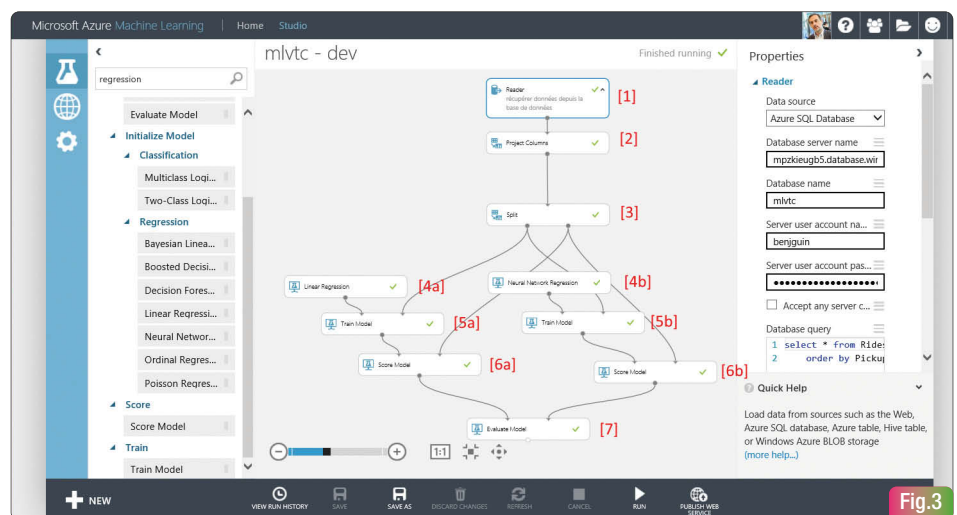 Microsoft Azure Machine Learning | Home Studio
regression
Evaluate Model
Initialize Model
Classification
Multiclass Logi...
Two-Class Logi...
Regression
Bayesian Linea...
Boosted Decisi...
Decision Fores...
Linear Regressi...
Neural Networ...
Ordinal Regres...
Poisson Regres...
Score
Score Model
Train
Train Model
mlvtc - dev
Finished running
Reader
récupérer données depuis la
base de données
[1]
Project Columns
[2]
Split
[3]
Linear Regression
[4a]
Neural Network Regression
[4b]
Train Model
[5a]
Train Model
[5b]
Score Model
[6a]
Score Model
[6b]
Evaluate Model
[7]
1:1
Properties
Reader
Data source
Azure SQL Database
Database server name
mpzkieugb5.database.wir
Database name
mlvtc
Server user account na...
benjguin
Server user account pas...
Accept any server c...
Database query
1 select * from Rides
2 order by Pickup
Quick Help
Load data from sources such as the Web,
Azure SQL database, Azure table, Hive table,
or Windows Azure BLOB storage
(more help...)
NEW
VIEW RUN HISTORY
SAVE
SAVE AS
DISCARD CHANGES
REFRESH
CANCEL
RUN
PUBLISH WEB
SERVICE
Fig.3